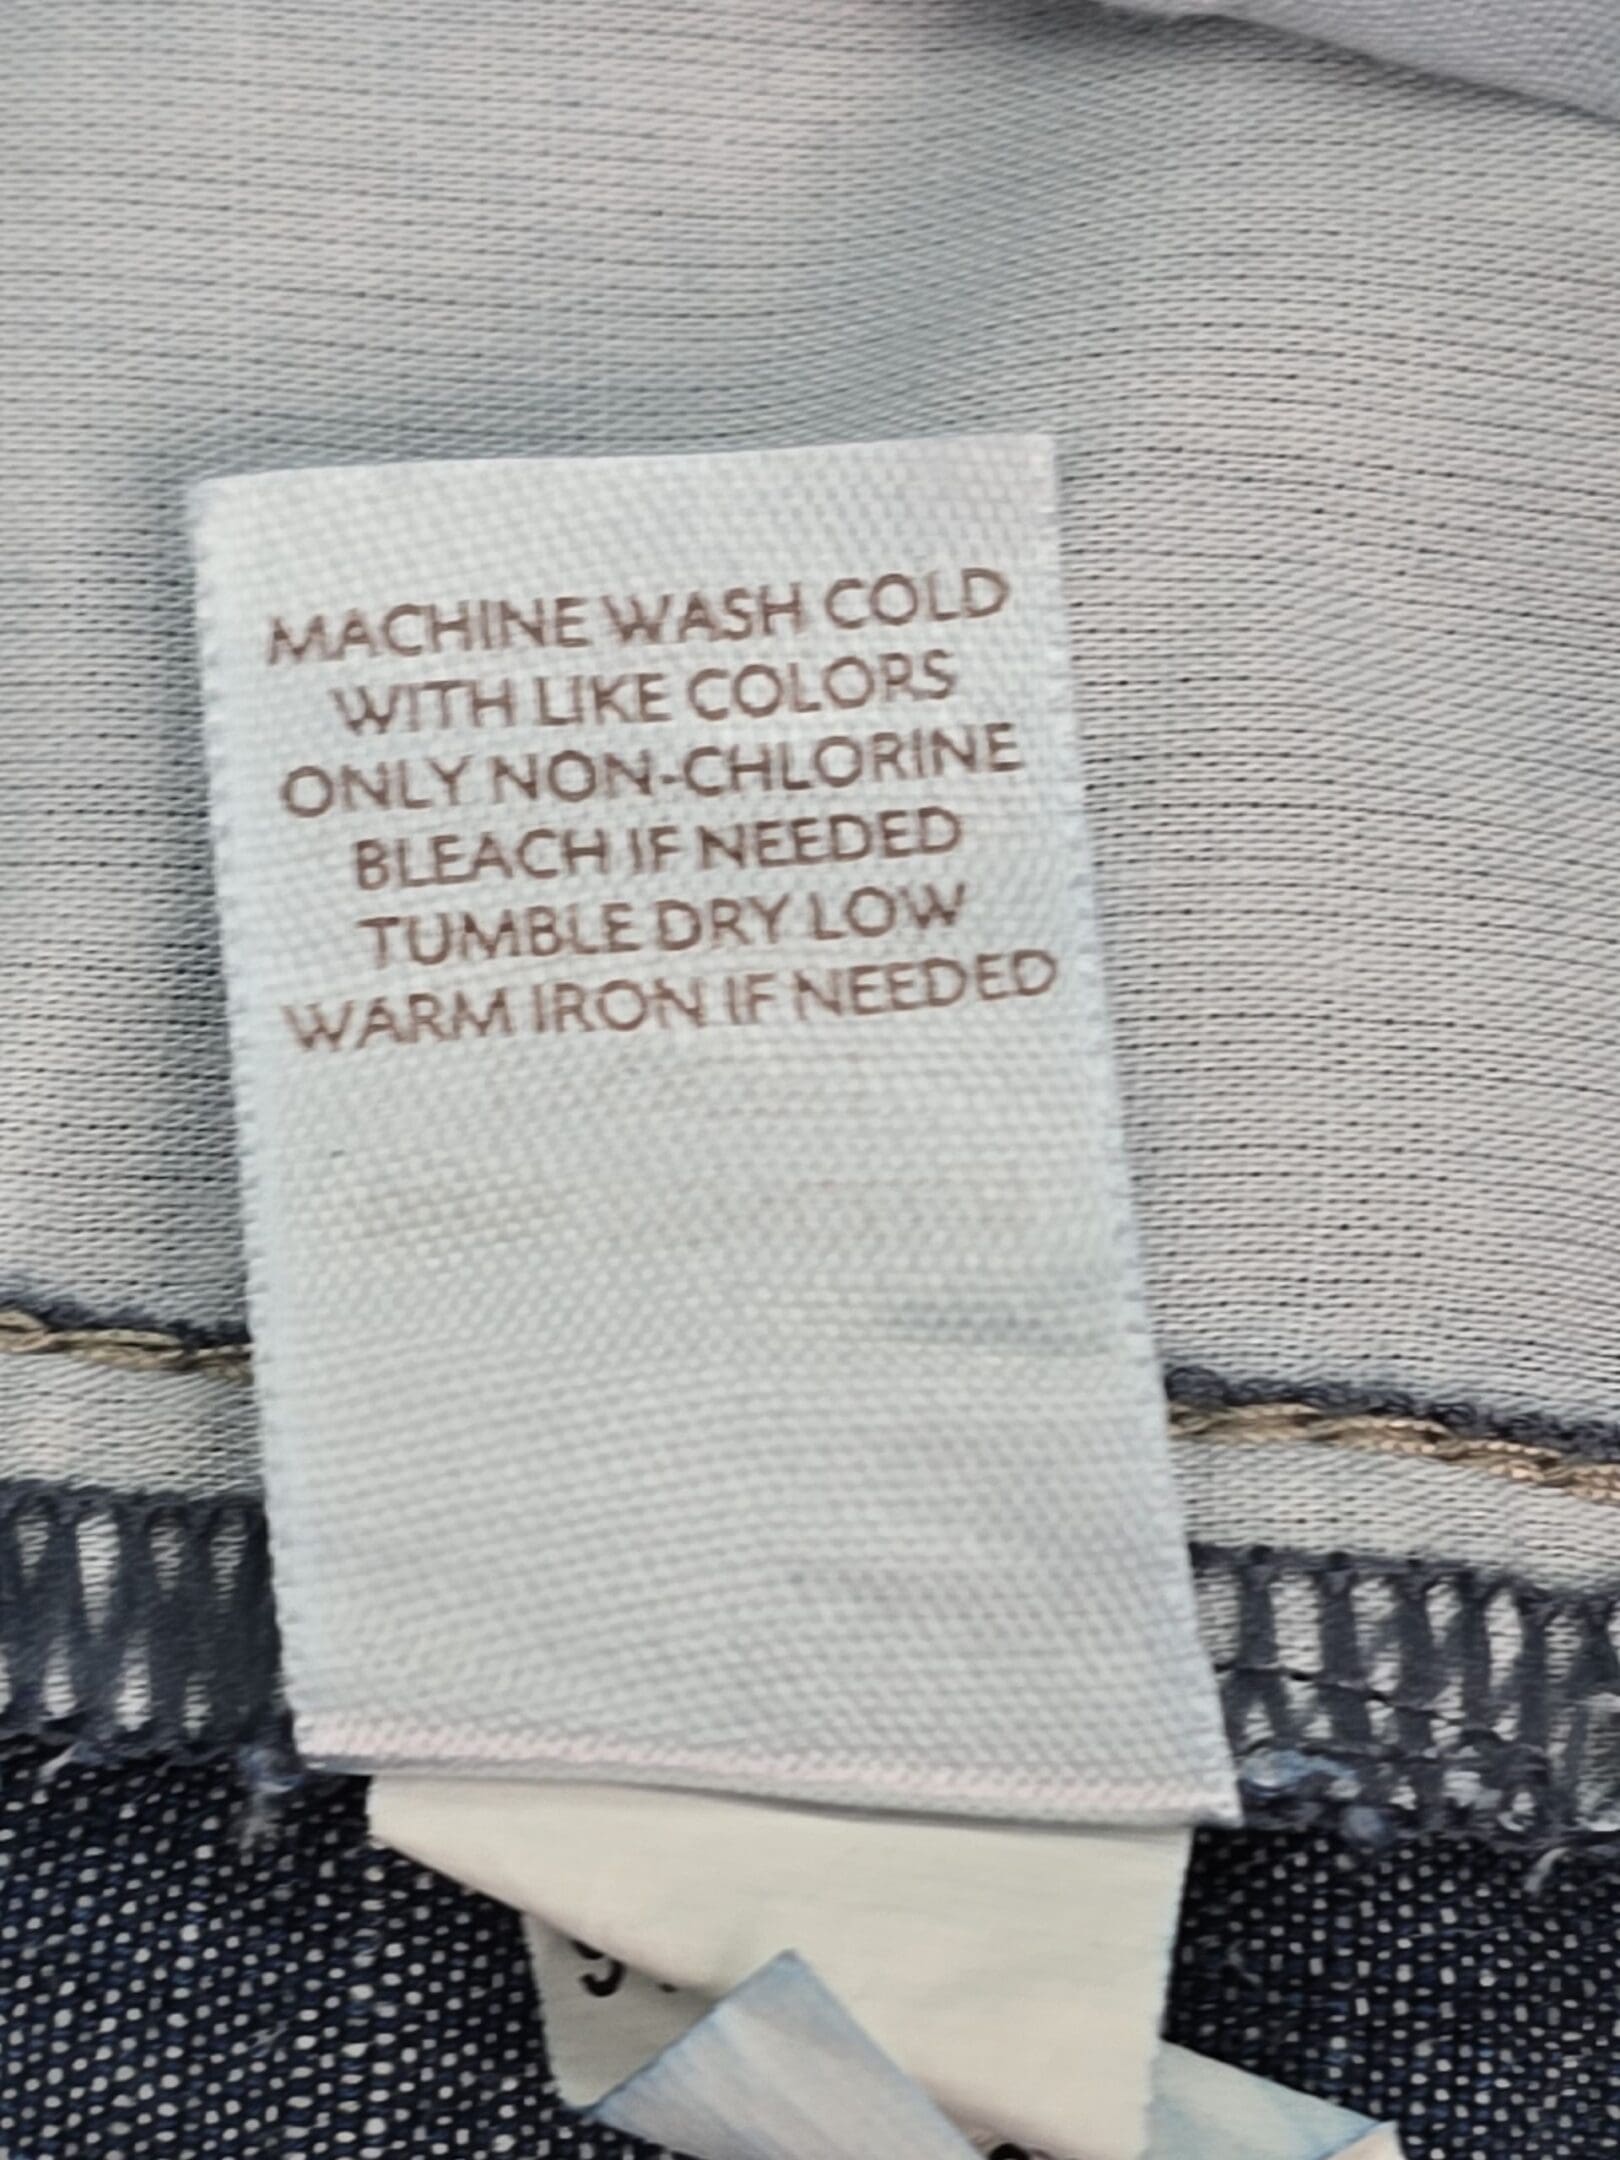 MACHINE WASH COLD
WITH LIKE COLORS
ONLY NON-CHLORINE
BLEACH IF NEEDED
TUMBLE DRY LOW
WARM IRON IF NEEDED